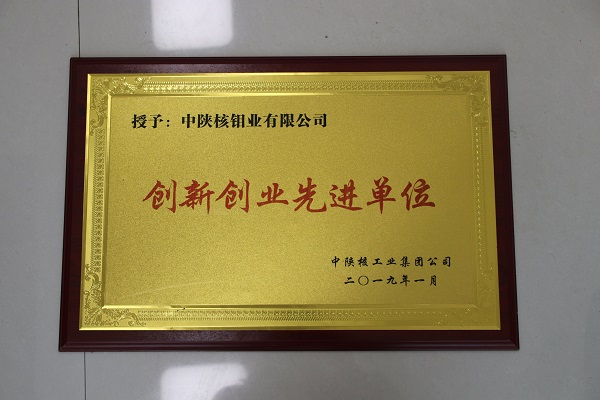 授予：中陕核钼业有限公司
创新创业先进单位
中陕核工业集团公司
二〇一九年一月